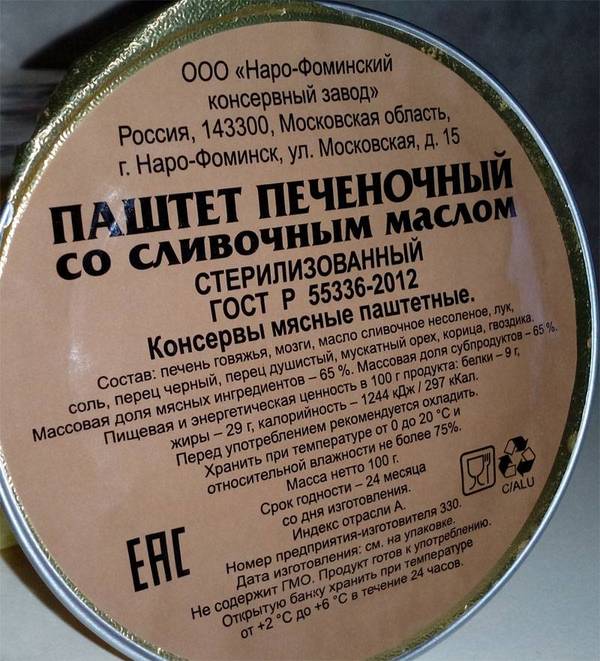 ООО «Наро-Фоминский
консервный завод»
Россия, 143300, Московская область,
г. Наро-Фоминск, ул. Московская, д. 15
ПАШТЕТ ПЕЧЕНОЧНЫЙ
СО СЛИВОЧНЫМ МАСЛОМ
СТЕРИЛИЗОВАННЫЙ
ГОСТ Р 55336-2012
Консервы мясные паштетные.
Состав: печень говяжья, мозги, масло сливочное несоленое, лук,
соль, перец черный, перец душистый, мускатный орех, корица, гвоздика.
Массовая доля мясных ингредиентов – 65 %. Массовая доля субпродуктов – 65 %.
Пищевая и энергетическая ценность в 100 г продукта: белки – 9 г,
жиры – 29 г, калорийность – 1244 кДж / 297 кКал.
Перед употреблением рекомендуется охладить.
Хранить при температуре от 0 до 20 °С и
относительной влажности не более 75%.
Масса нетто 100 г.
Срок годности – 24 месяца
со дня изготовления.
Индекс отрасли А.
Номер предприятия-изготовителя 330.
Дата изготовления: см. на упаковке.
Не содержит ГМО. Продукт готов к употреблению.
Открытую банку хранить при температуре
от +2 °С до +6 °С в течение 24 часов.
C/ALU
ЕАС